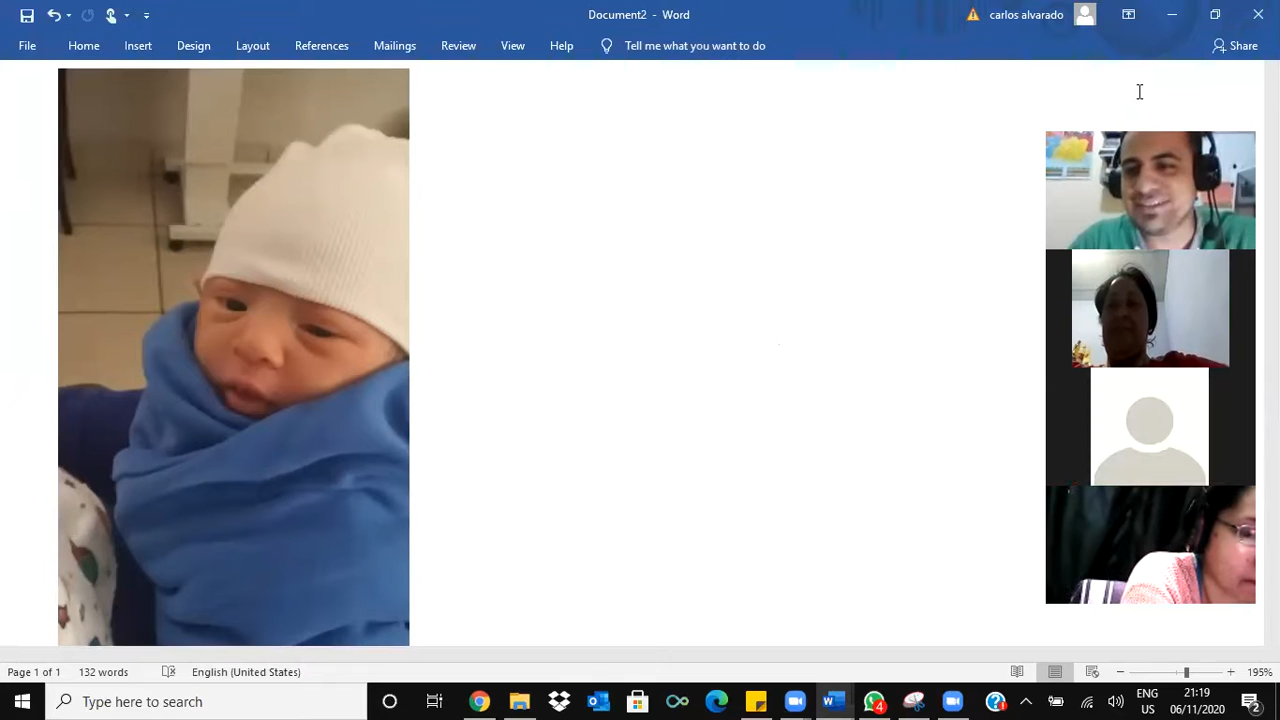 Document2 - Word
carlos alvarado
File Home Insert Design Layout References Mailings Review View Help Tell me what you want to do Share
Page 1 of 1 132 words English (United States) 195%
Type here to search
4
ENG
US
21:19
06/11/2020
2